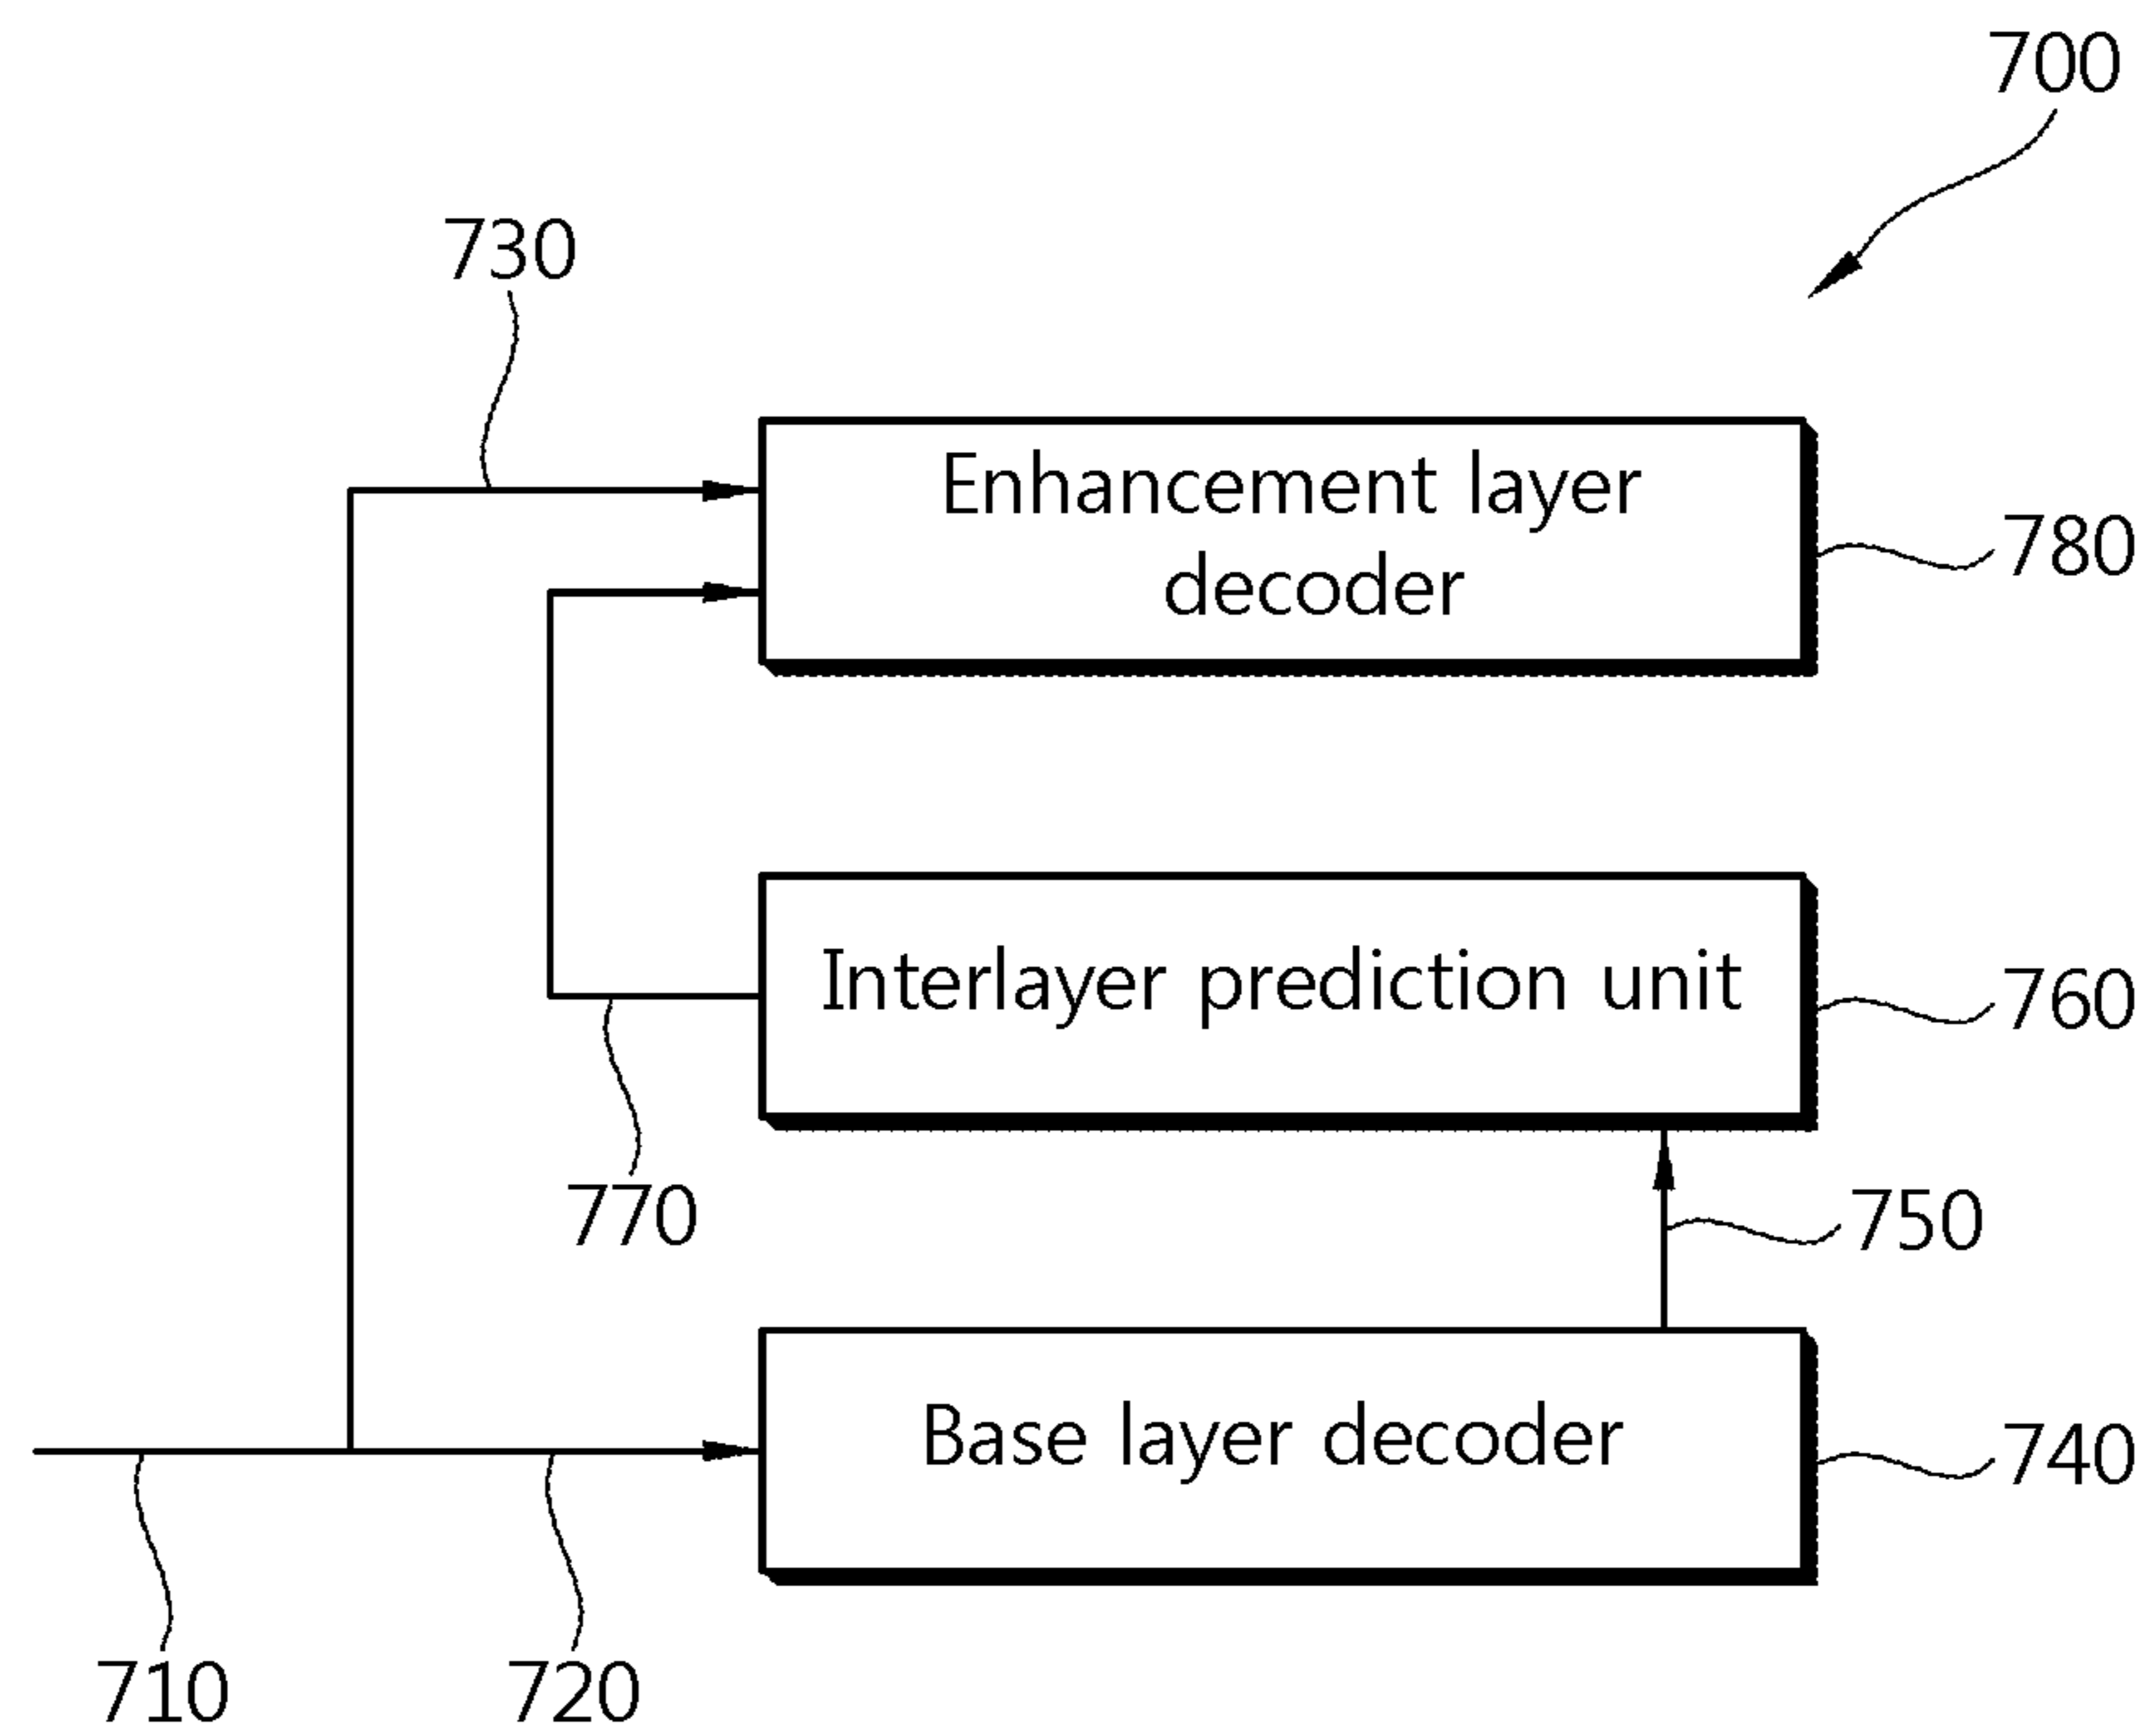 700
730
Enhancement layer
decoder
780
Interlayer prediction unit
760
770
750
Base layer decoder
740
710
720